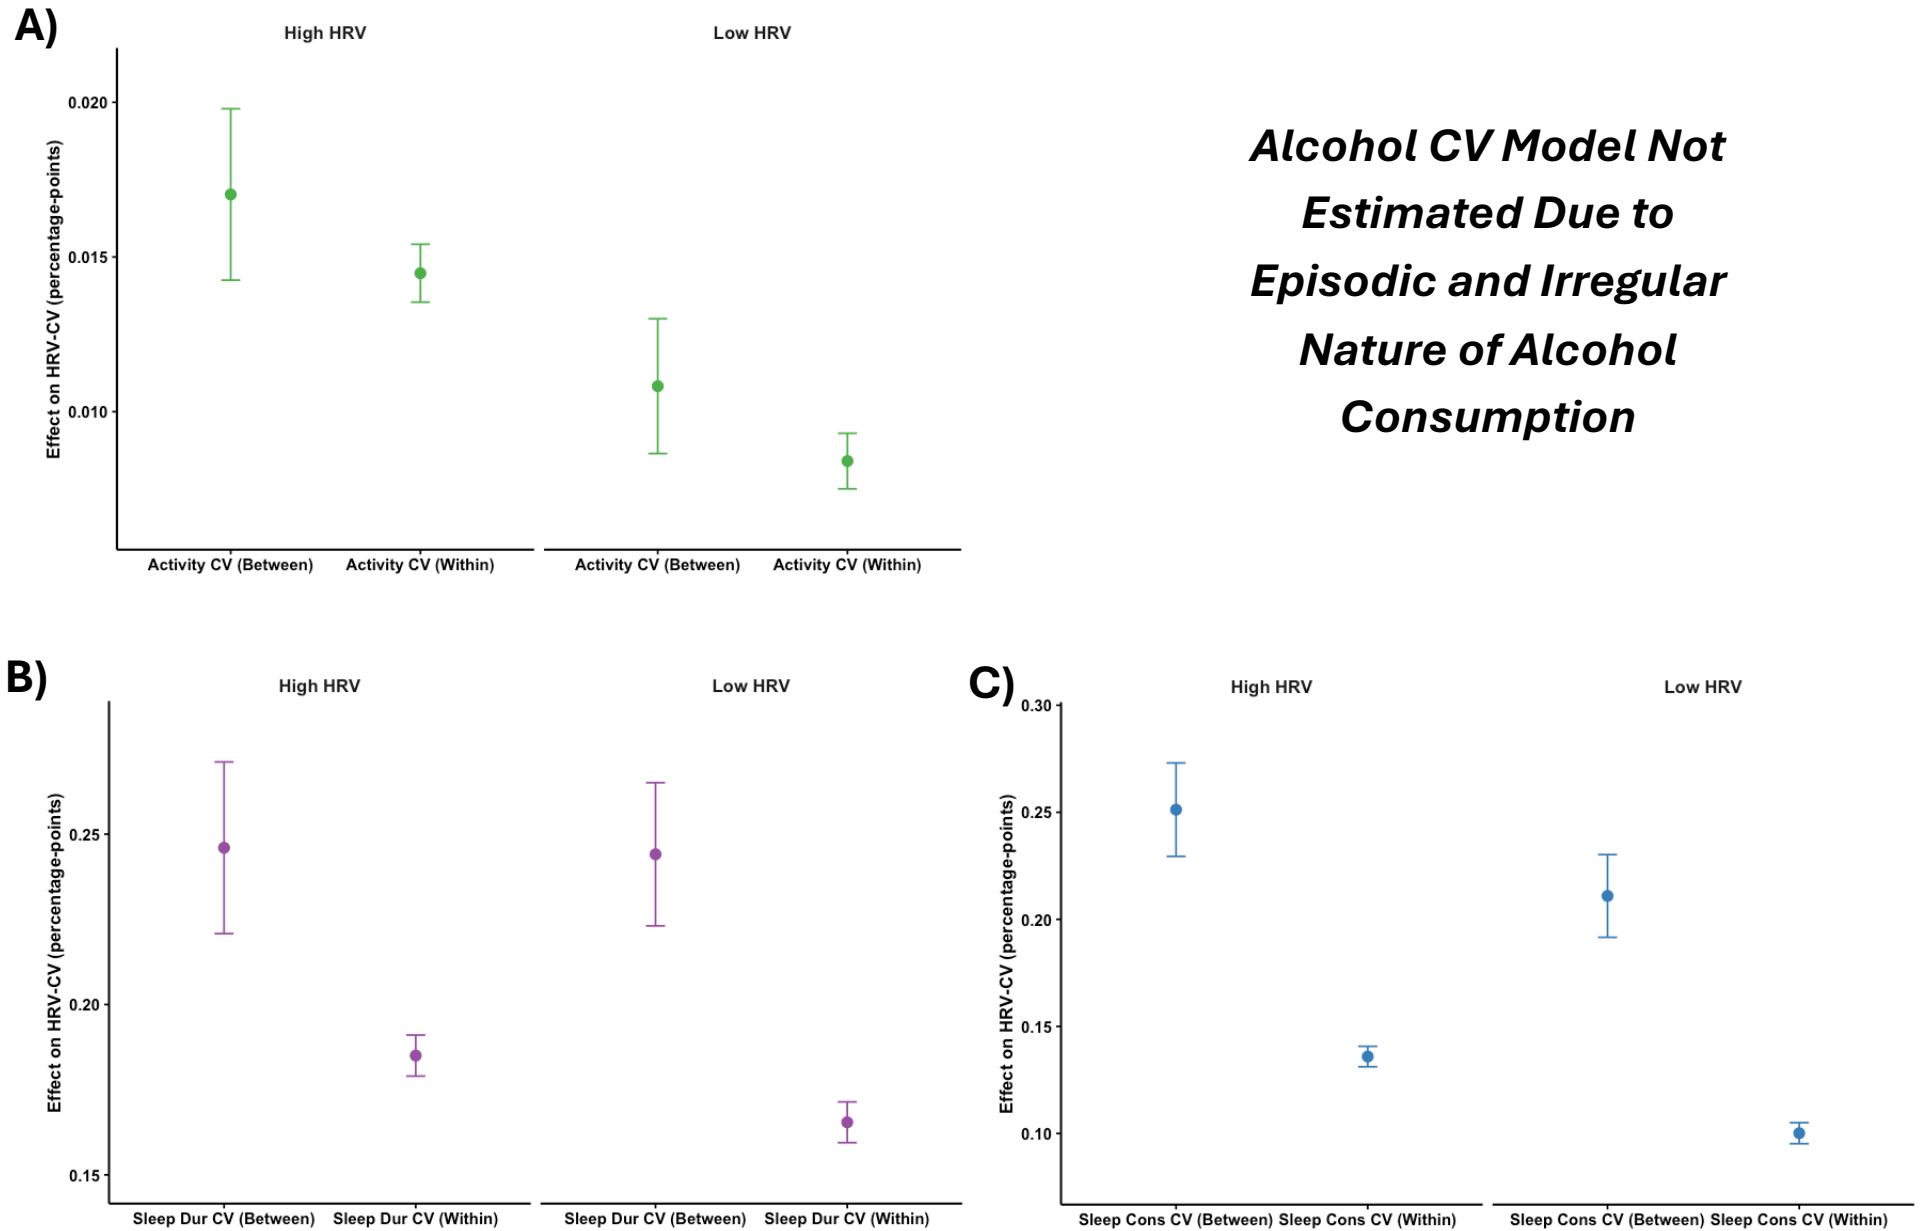 A)
High HRV
Low HRV
Effect on HRV-CV (percentage-points)
0.020
0.015
0.010
Activity CV (Between)
Activity CV (Within)
Activity CV (Between)
Activity CV (Within)
Alcohol CV Model Not
Estimated Due to
Episodic and Irregular
Nature of Alcohol
Consumption
B)
High HRV
Low HRV
Effect on HRV-CV (percentage-points)
0.25
0.20
0.15
Sleep Dur CV (Between)
Sleep Dur CV (Within)
Sleep Dur CV (Between)
Sleep Dur CV (Within)
C)
High HRV
Low HRV
Effect on HRV-CV (percentage-points)
0.30
0.25
0.20
0.15
0.10
Sleep Cons CV (Between)
Sleep Cons CV (Within)
Sleep Cons CV (Between)
Sleep Cons CV (Within)